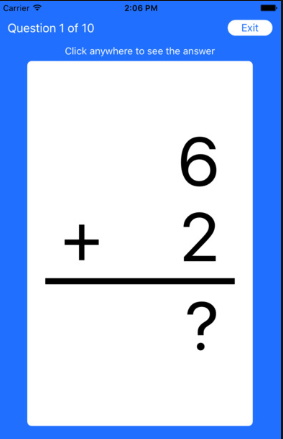 Carrier 2:06 PM
Question 1 of 10 Exit
Click anywhere to see the answer
6
+ 2
?